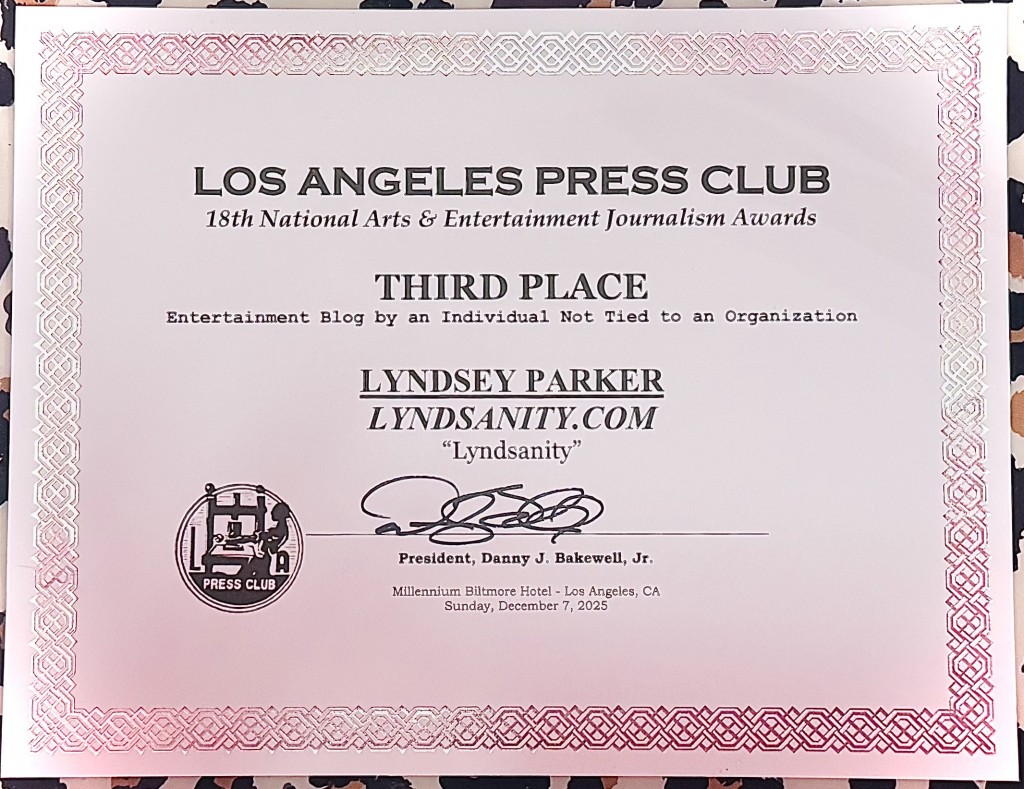 LOS ANGELES PRESS CLUB
18th National Arts & Entertainment Journalism Awards
THIRD PLACE
Entertainment Blog by an Individual Not Tied to an Organization
LYNDSEY PARKER
LYNDSANITY.COM
“Lyndsanity”
L A
PRESS CLUB
President, Danny J. Bakewell, Jr.
Millennium Biltmore Hotel - Los Angeles, CA
Sunday, December 7, 2025